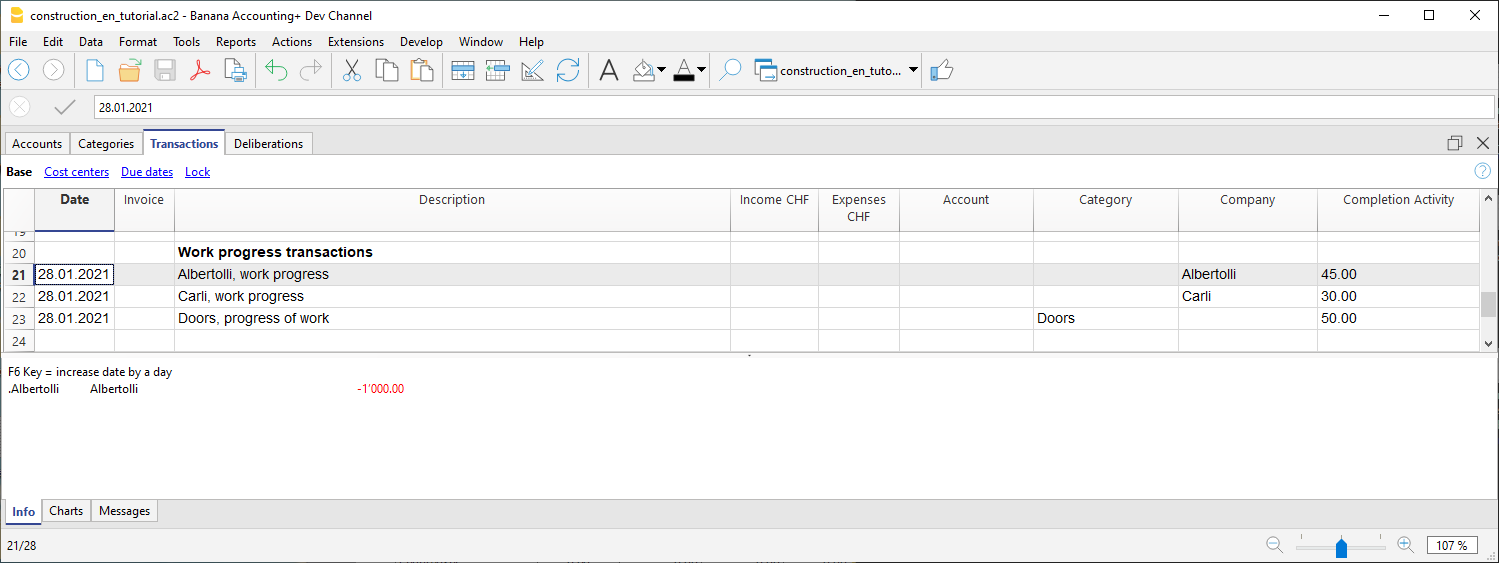 construction_en_tutorial.ac2 - Banana Accounting+ Dev Channel
File Edit Data Format Tools Reports Actions Extensions Develop Window Help
A A construction_en_tuto...
28.01.2021
Accounts Categories Transactions Deliberations
Base Cost centers Due dates Lock ?
Date Invoice Description Income CHF Expenses CHF Account Category Company Completion Activity
19
20 Work progress transactions
21 28.01.2021 Albertolli, work progress Albertolli 45.00
22 28.01.2021 Carli, work progress Carli 30.00
23 28.01.2021 Doors, progress of work Doors 50.00
24
F6 Key = increase date by a day
.Albertolli Albertolli -1'000.00
Info Charts Messages
21/28 107 %